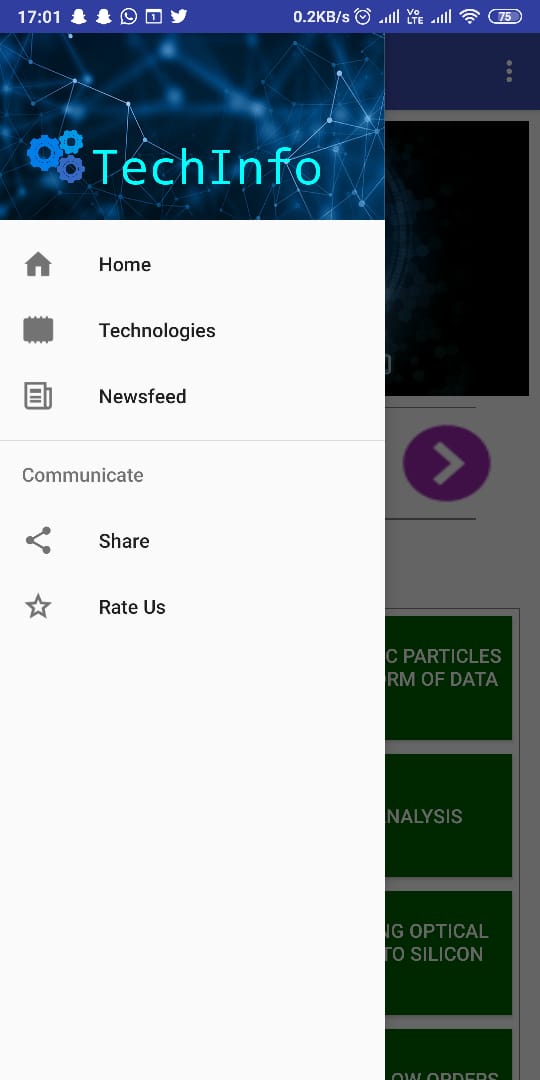 17:01
1
0.2KB/s
Vo
LTE
75
TechInfo
Home
Technologies
Newsfeed
Communicate
Share
Rate Us
C PARTICLES
RM OF DATA
NALYSIS
NG OPTICAL
TO SILICON
OW ORDERS